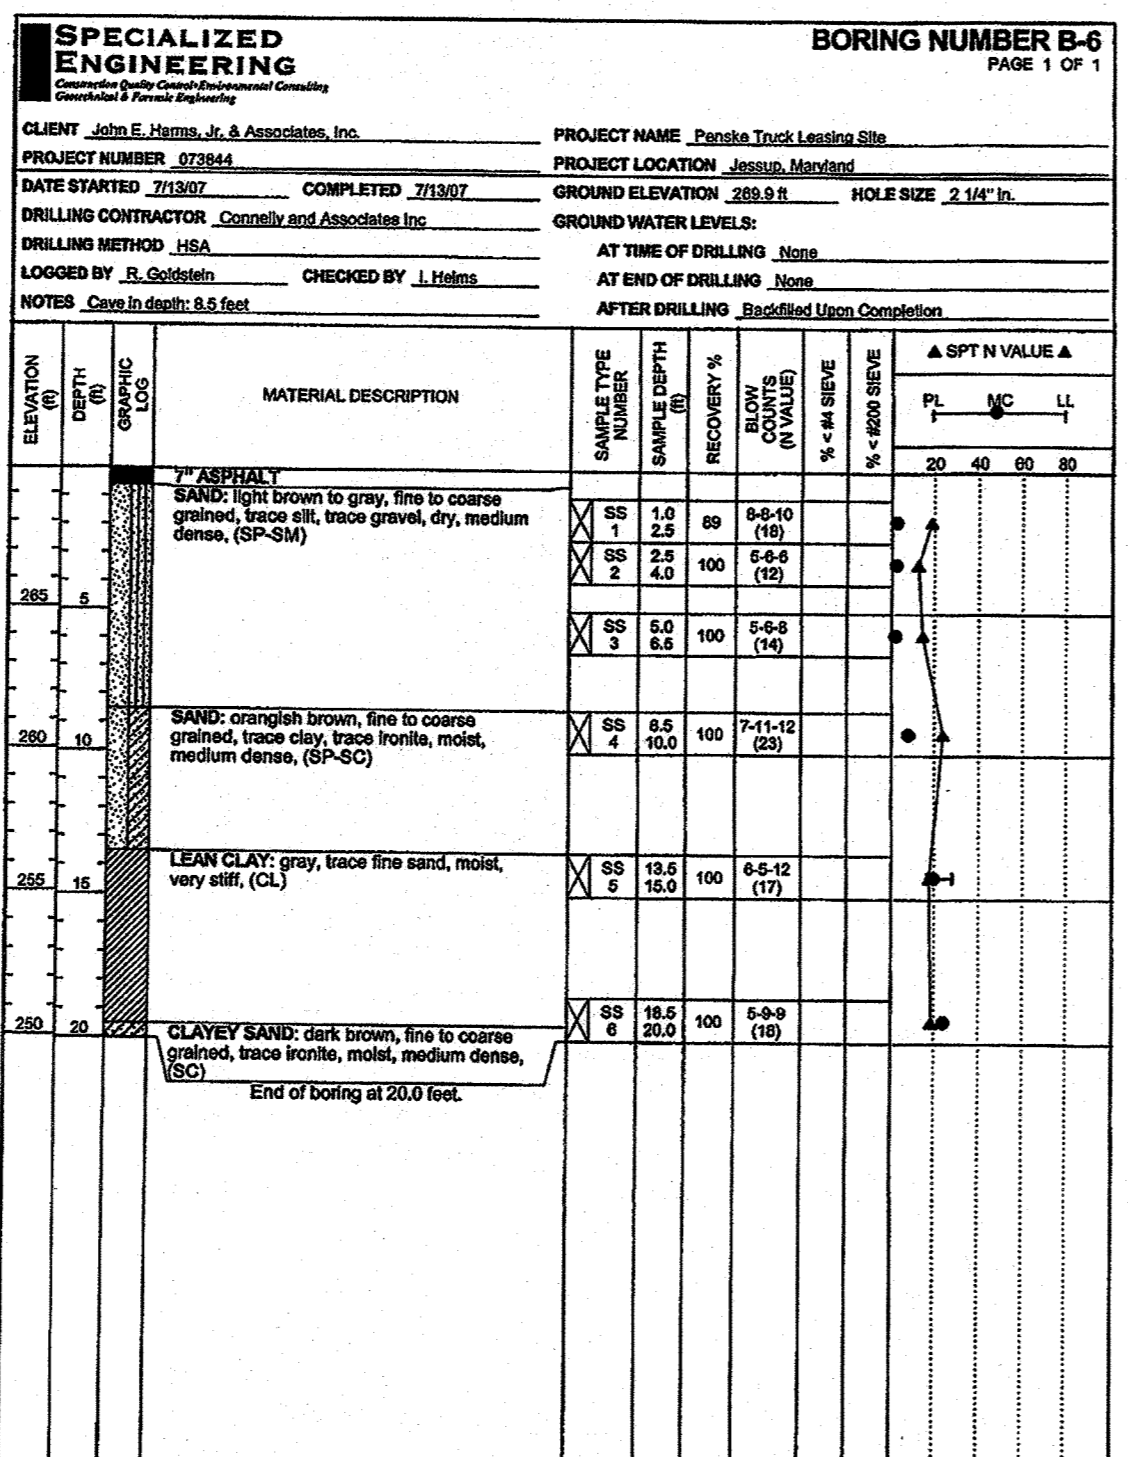 SPECIALIZED
ENGINEERING
Construction Quality Control•Environmental Consulting
Geotechnical & Forensic Engineering
BORING NUMBER B-6
PAGE 1 OF 1
CLIENT John E. Harms, Jr. & Associates, Inc.
PROJECT NAME Penske Truck Leasing Site
PROJECT NUMBER 073844
PROJECT LOCATION Jessup, Maryland
DATE STARTED 7/13/07 COMPLETED 7/13/07
GROUND ELEVATION 269.9 ft HOLE SIZE 2 1/4" in.
DRILLING CONTRACTOR Connelly and Associates Inc
GROUND WATER LEVELS:
DRILLING METHOD HSA
AT TIME OF DRILLING None
LOGGED BY R. Goldstein CHECKED BY I. Helms
AT END OF DRILLING None
NOTES Cave in depth: 8.5 feet
AFTER DRILLING Backfilled Upon Completion
ELEVATION (ft)
DEPTH (ft)
GRAPHIC LOG
MATERIAL DESCRIPTION
SAMPLE TYPE NUMBER
SAMPLE DEPTH (ft)
RECOVERY %
BLOW COUNTS (N VALUE)
% < #4 SIEVE
% < #200 SIEVE
▲ SPT N VALUE ▲
PL MC LL
20 40 60 80
7" ASPHALT
SAND: light brown to gray, fine to coarse
grained, trace silt, trace gravel, dry, medium
dense, (SP-SM)
SS 1 1.0 2.5 89 8-8-10 (18)
SS 2 2.5 4.0 100 5-6-6 (12)
265 5
SS 3 5.0 6.5 100 5-6-8 (14)
SAND: orangish brown, fine to coarse
grained, trace clay, trace ironite, moist,
medium dense, (SP-SC)
SS 4 8.5 10.0 100 7-11-12 (23)
260 10
LEAN CLAY: gray, trace fine sand, moist,
very stiff, (CL)
SS 5 13.5 15.0 100 6-5-12 (17)
255 15
SS 6 18.5 20.0 100 5-9-9 (18)
250 20
CLAYEY SAND: dark brown, fine to coarse
grained, trace ironite, moist, medium dense,
(SC)
End of boring at 20.0 feet.